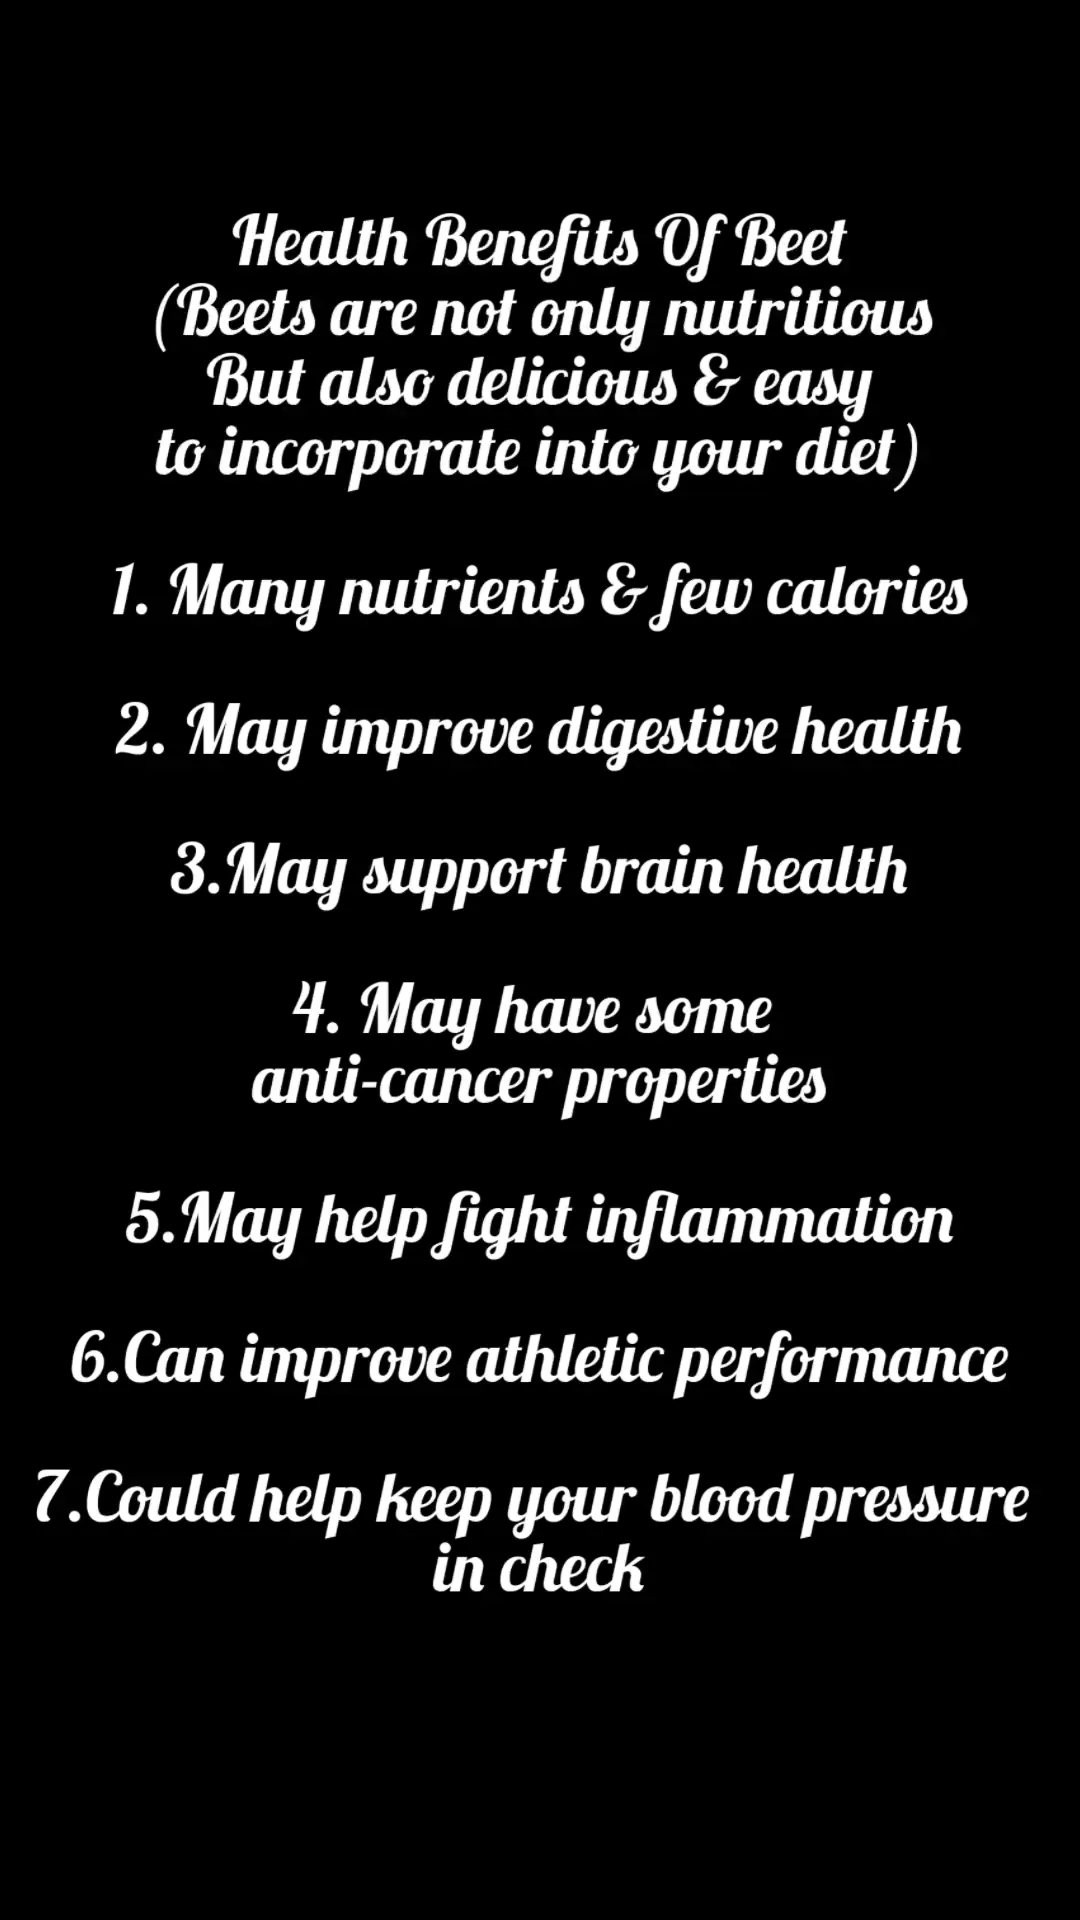 Health Benefits Of Beet
(Beets are not only nutritious
But also delicious & easy
to incorporate into your diet)
1. Many nutrients & few calories
2. May improve digestive health
3.May support brain health
4. May have some
anti-cancer properties
5.May help fight inflammation
6.Can improve athletic performance
7.Could help keep your blood pressure
in check